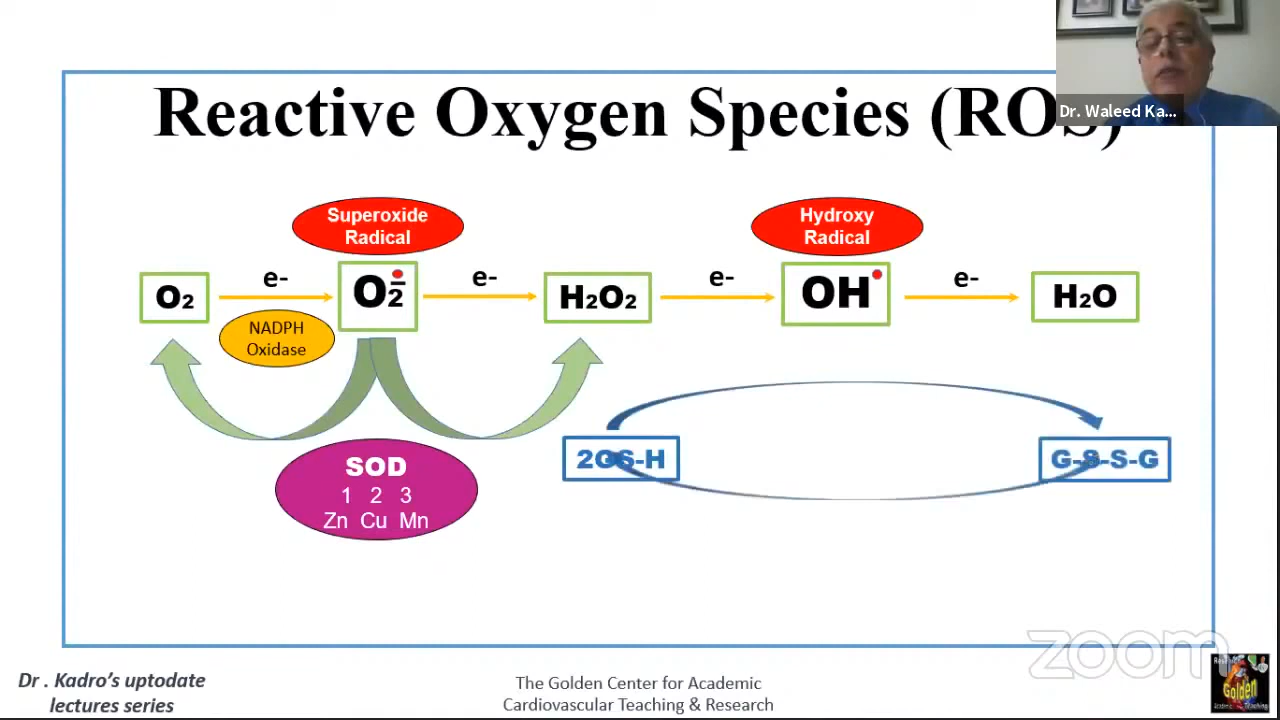 Dr. Waleed Ka...
Reactive Oxygen Species (ROS)
Superoxide
Radical
Hydroxy
Radical
e-
e-
e-
e-
O2
O2•−
H2O2
OH•
H2O
NADPH
Oxidase
2GS-H
G-S-S-G
SOD
1 2 3
Zn Cu Mn
zoom
Dr . Kadro's uptodate
lectures series
The Golden Center for Academic
Cardiovascular Teaching & Research
Golden